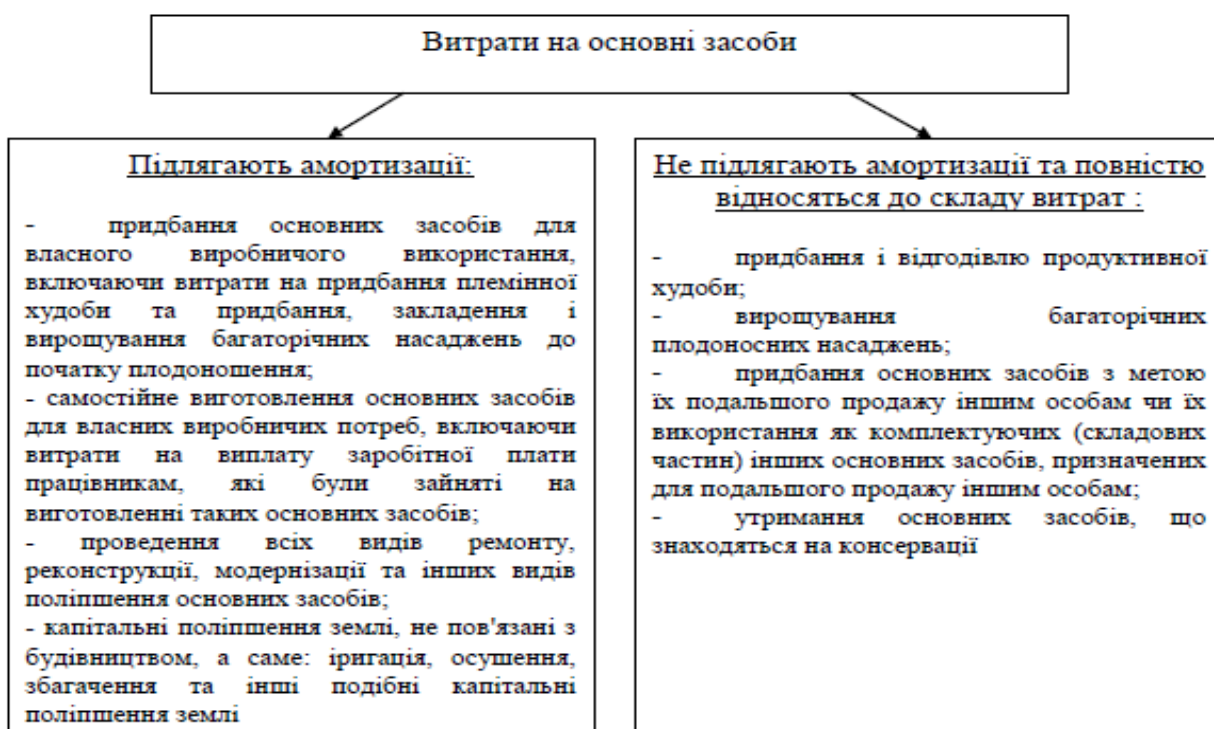 Витрати на основні засоби
Підлягають амортизації:
- придбання основних засобів для
власного виробничого використання,
включаючи витрати на придбання племінної
худоби та придбання, закладення і
вирощування багаторічних насаджень до
початку плодоношення;
- самостійне виготовлення основних засобів
для власних виробничих потреб, включаючи
витрати на виплату заробітної плати
працівникам, які були зайняті на
виготовленні таких основних засобів;
- проведення всіх видів ремонту,
реконструкції, модернізації та інших видів
поліпшення основних засобів;
- капітальні поліпшення землі, не пов'язані з
будівництвом, а саме: іригація, осушення,
збагачення та інші подібні капітальні
поліпшення землі
Не підлягають амортизації та повністю
відносяться до складу витрат :
- придбання і відгодівлю продуктивної
худоби;
- вирощування багаторічних
плодоносних насаджень;
- придбання основних засобів з метою
їх подальшого продажу іншим особам чи їх
використання як комплектуючих (складових
частин) інших основних засобів, призначених
для подальшого продажу іншим особам;
- утримання основних засобів, що
знаходяться на консервації